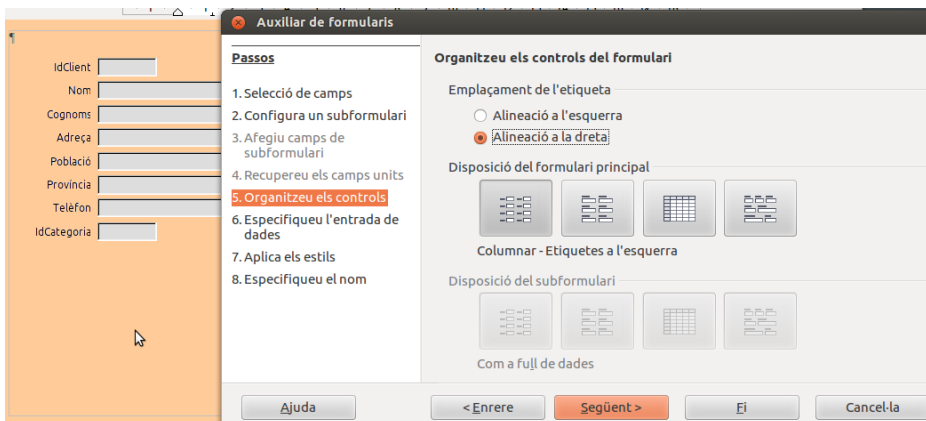 Auxiliar de formularis
¶
IdClient
Nom
Cognoms
Adreça
Població
Província
Telèfon
IdCategoria
Passos
1. Selecció de camps
2. Configura un subformulari
3. Afegiu camps de
subformulari
4. Recupereu els camps units
5. Organitzeu els controls
6. Especifiqueu l'entrada de
dades
7. Aplica els estils
8. Especifiqueu el nom
Organitzeu els controls del formulari
Emplaçament de l'etiqueta
Alineació a l'esquerra
Alineació a la dreta
Disposició del formulari principal
Columnar - Etiquetes a l'esquerra
Disposició del subformulari
Com a full de dades
Ajuda
< Enrere
Següent >
Fi
Cancel·la